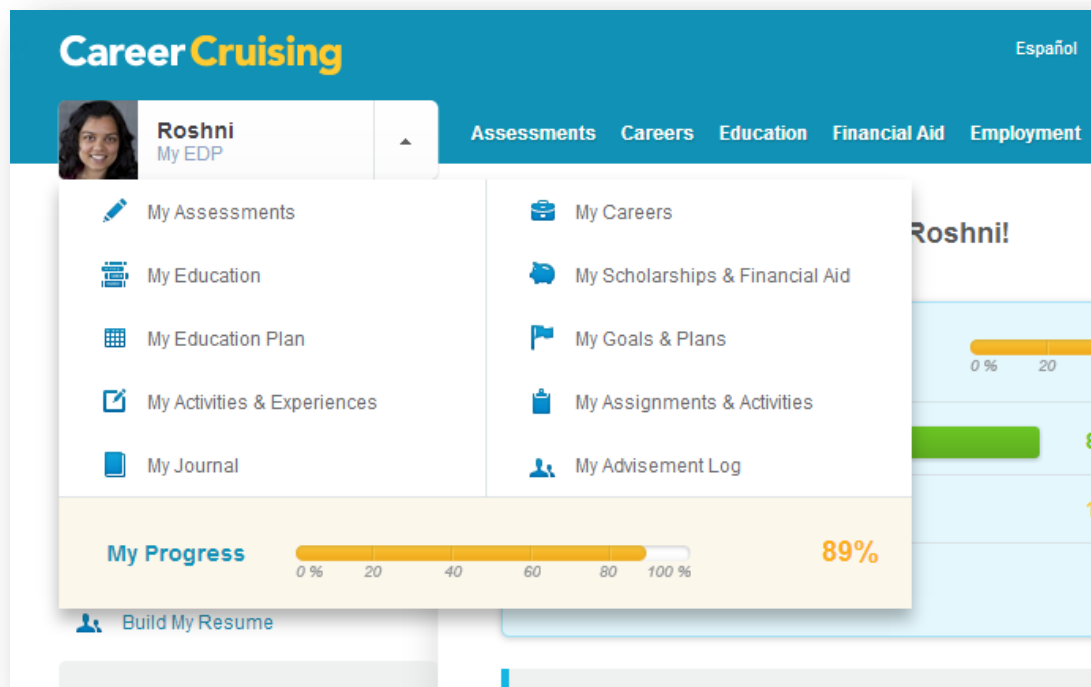 CareerCruising
Español
Roshni
My EDP
Assessments Careers Education Financial Aid Employment
My Assessments
My Careers
Roshni!
My Education
My Scholarships & Financial Aid
My Education Plan
My Goals & Plans
0 % 20
My Activities & Experiences
My Assignments & Activities
My Journal
My Advisement Log
My Progress
89%
0 % 20 40 60 80 100 %
Build My Resume